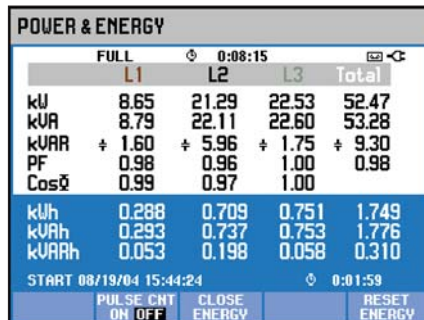 POWER & ENERGY
FULL 0:08:15
L1 L2 L3 Total
kW 8.65 21.29 22.53 52.47
kVA 8.79 22.11 22.60 53.28
kVAR ÷ 1.60 ÷ 5.96 ÷ 1.75 ÷ 9.30
PF 0.98 0.96 1.00 0.98
CosΦ 0.99 0.97 1.00
kWh 0.288 0.709 0.751 1.749
kVAh 0.293 0.737 0.753 1.776
kVARh 0.053 0.198 0.058 0.310
START 08/19/04 15:44:24 0:01:59
PULSE CNT CLOSE RESET
ON OFF ENERGY ENERGY